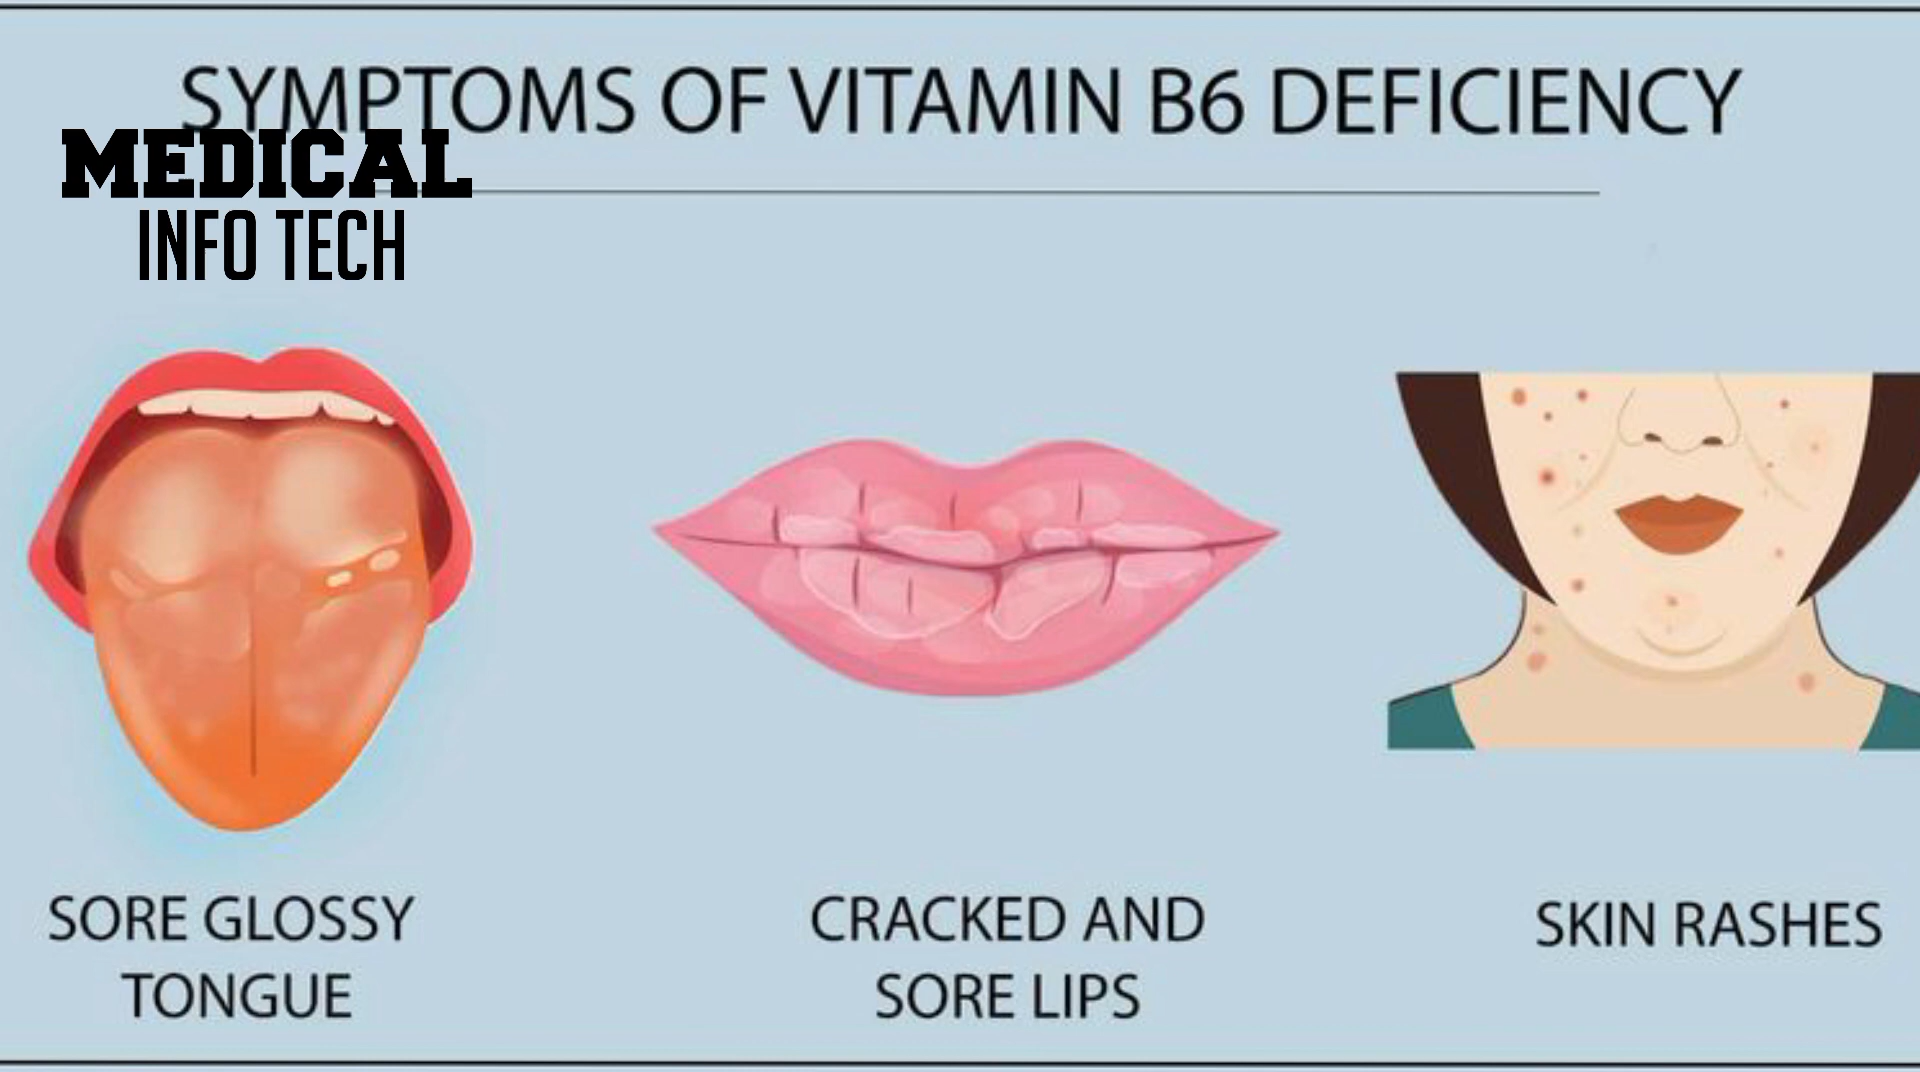 SYMPTOMS OF VITAMIN B6 DEFICIENCY
MEDICAL
INFO TECH
SORE GLOSSY
TONGUE
CRACKED AND
SORE LIPS
SKIN RASHES